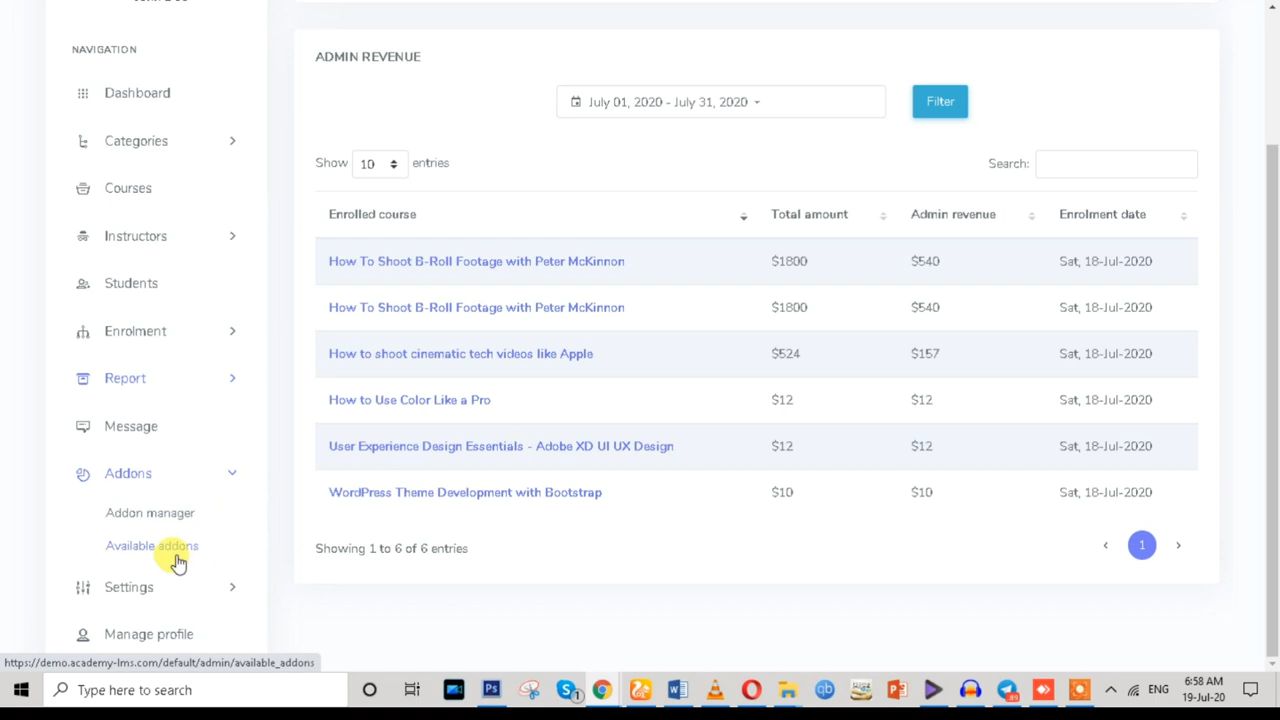 NAVIGATION
Dashboard
Categories
Courses
Instructors
Students
Enrolment
Report
Message
Addons
Addon manager
Available addons
Settings
Manage profile
ADMIN REVENUE
July 01, 2020 - July 31, 2020
Filter
Show 10 entries
Search:
Enrolled course Total amount Admin revenue Enrolment date
How To Shoot B-Roll Footage with Peter McKinnon $1800 $540 Sat, 18-Jul-2020
How To Shoot B-Roll Footage with Peter McKinnon $1800 $540 Sat, 18-Jul-2020
How to shoot cinematic tech videos like Apple $524 $157 Sat, 18-Jul-2020
How to Use Color Like a Pro $12 $12 Sat, 18-Jul-2020
User Experience Design Essentials - Adobe XD UI UX Design $12 $12 Sat, 18-Jul-2020
WordPress Theme Development with Bootstrap $10 $10 Sat, 18-Jul-2020
Showing 1 to 6 of 6 entries
1
https://demo.academy-lms.com/default/admin/available_addons
Type here to search
ENG
6:58 AM
19-Jul-20